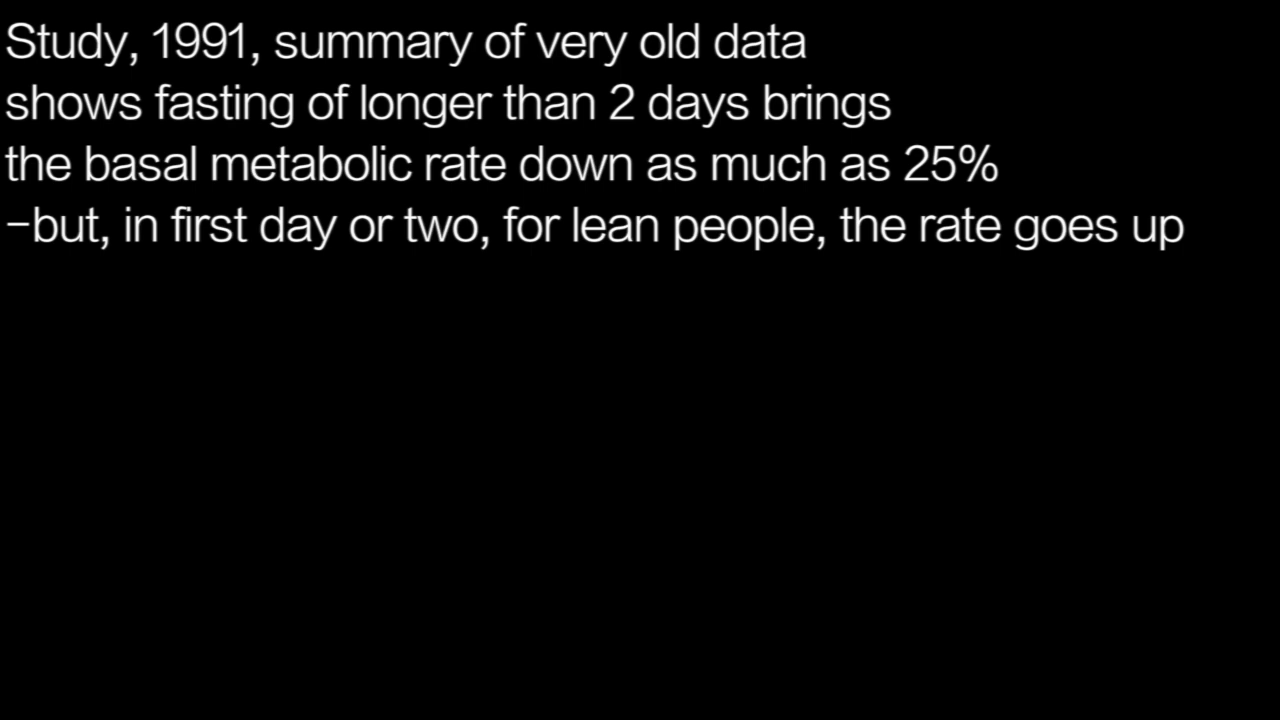 Study, 1991, summary of very old data
shows fasting of longer than 2 days brings
the basal metabolic rate down as much as 25%
−but, in first day or two, for lean people, the rate goes up